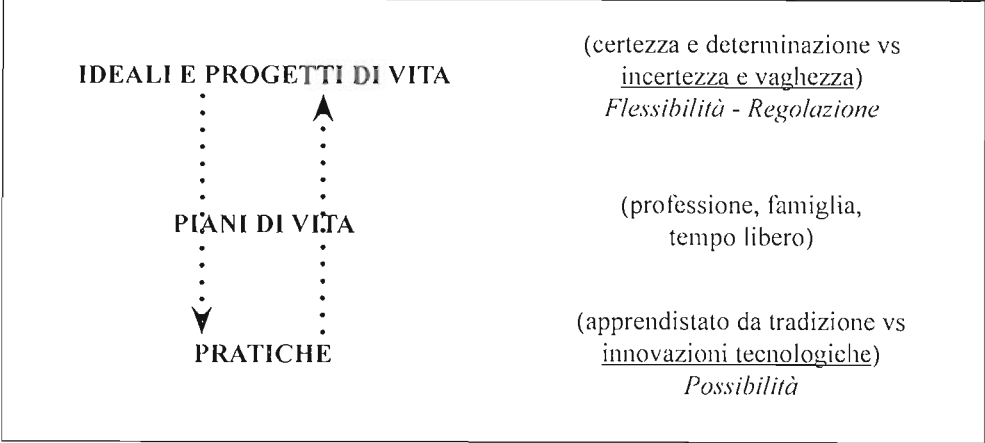 IDEALI E PROGETTI DI VITA
(certezza e determinazione vs
incertezza e vaghezza)
Flessibilità - Regolazione
PIANI DI VITA
(professione, famiglia,
tempo libero)
PRATICHE
(apprendistato da tradizione vs
innovazioni tecnologiche)
Possibilità